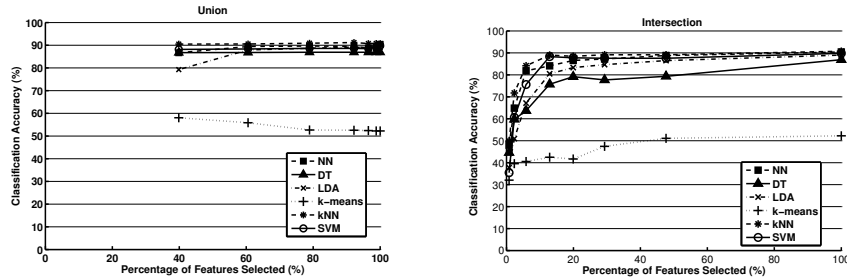 Union
Classification Accuracy (%)
100
90
80
70
60
50
40
30
20
10
0
0
20
40
60
80
100
Percentage of Features Selected (%)
NN
DT
LDA
k−means
kNN
SVM
Intersection
Classification Accuracy (%)
100
90
80
70
60
50
40
30
20
10
0
0
20
40
60
80
100
Percentage of Features Selected (%)
NN
DT
LDA
k−means
kNN
SVM